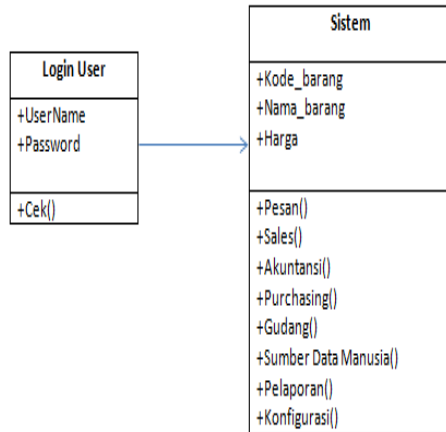 Login User
+UserName
+Password
+Cek()
Sistem
+Kode_barang
+Nama_barang
+Harga
+Pesan()
+Sales()
+Akuntansi()
+Purchasing()
+Gudang()
+Sumber Data Manusia()
+Pelaporan()
+Konfigurasi()